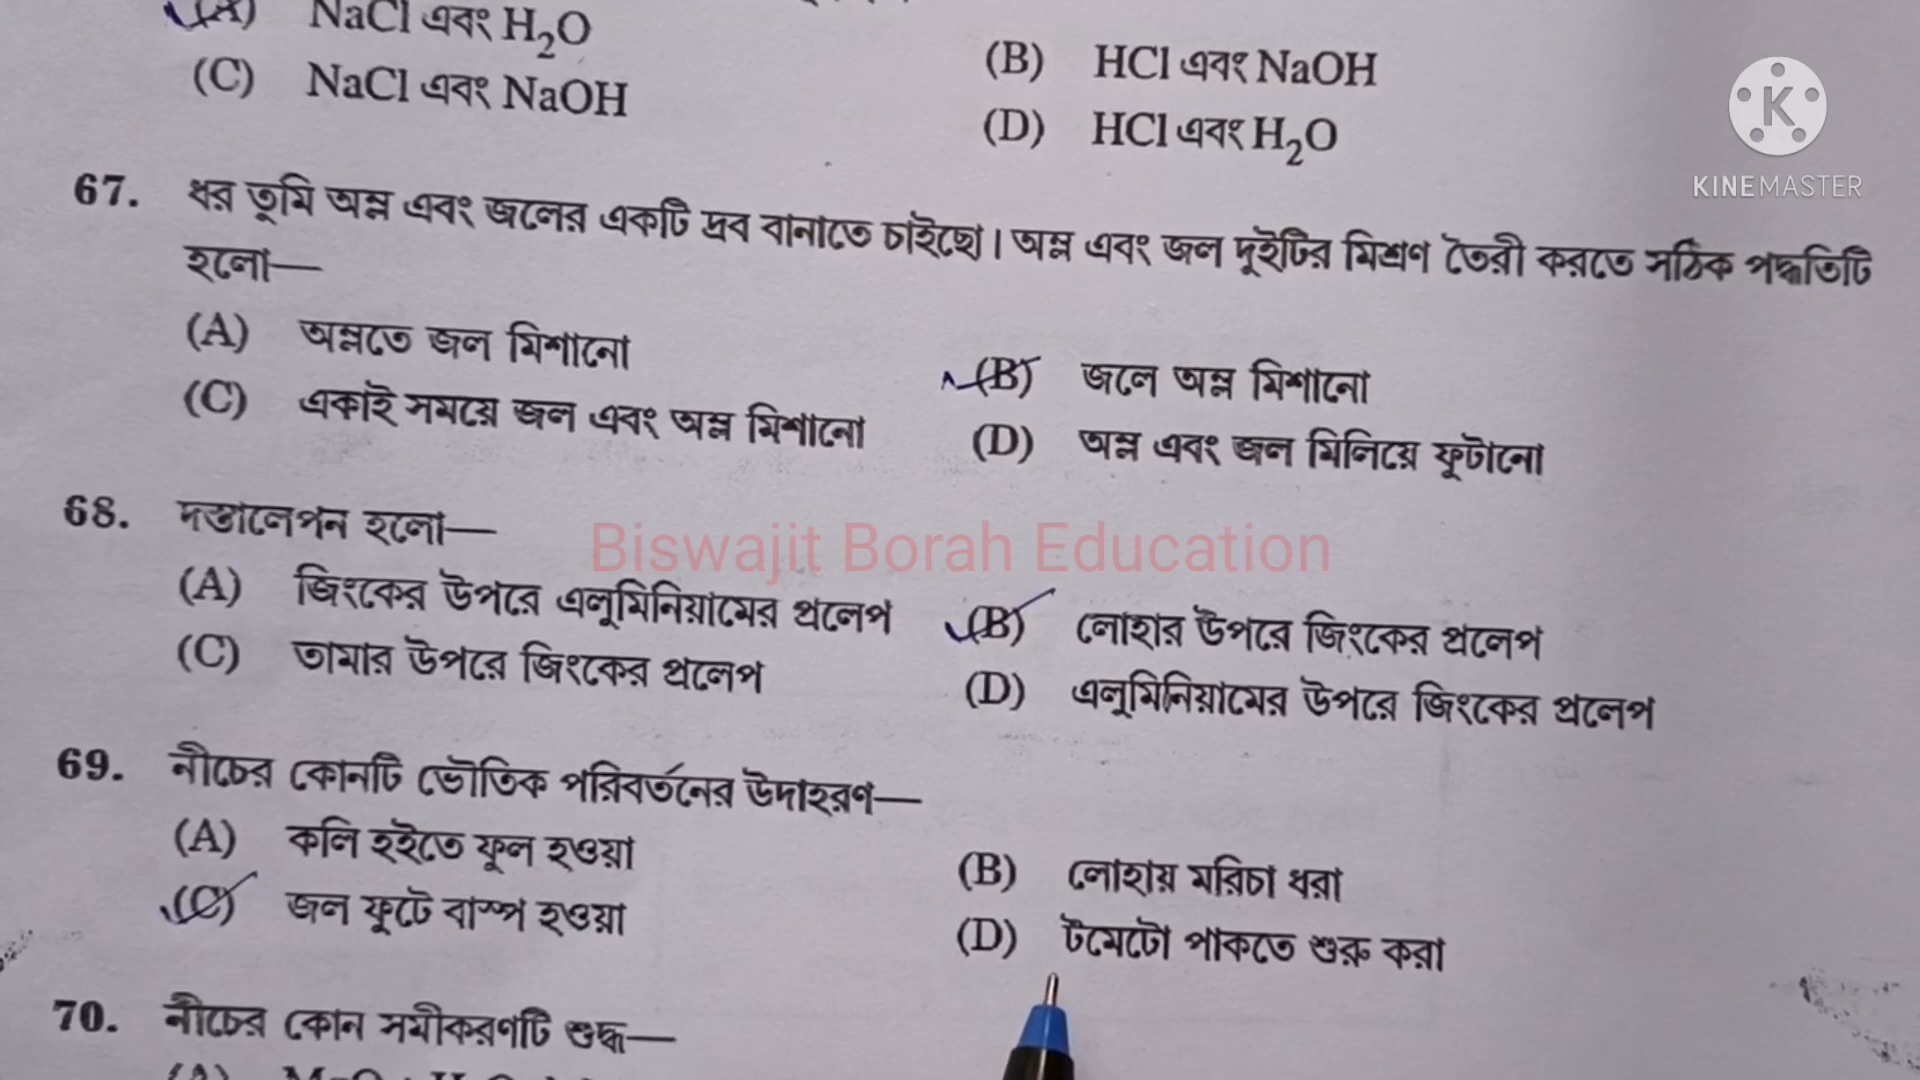 (A) NaCl এবং H₂O
(B) HCl এবং NaOH
(C) NaCl এবং NaOH
(D) HCl এবং H₂O
67. ধর তুমি অম্ল এবং জলের একটি দ্রব বানাতে চাইছো। অম্ল এবং জল দুইটির মিশ্রণ তৈরী করতে সঠিক পদ্ধতিটি
হলো—
(A) অম্লতে জল মিশানো
(B) জলে অম্ল মিশানো
(C) একাই সময়ে জল এবং অম্ল মিশানো
(D) অম্ল এবং জল মিলিয়ে ফূটানো
68. দস্তালেপন হলো—
(A) জিংকের উপরে এলুমিনিয়ামের প্রলেপ
(B) লোহার উপরে জিংকের প্রলেপ
(C) তামার উপরে জিংকের প্রলেপ
(D) এলুমিনিয়ামের উপরে জিংকের প্রলেপ
69. নীচের কোনটি ভৌতিক পরিবর্তনের উদাহরণ—
(A) কলি হইতে ফুল হওয়া
(B) লোহায় মরিচা ধরা
(C) জল ফুটে বাস্প হওয়া
(D) টমেটো পাকতে শুরু করা
70. নীচের কোন সমীকরণটি শুদ্ধ—
Biswajit Borah Education
K
KINEMASTER